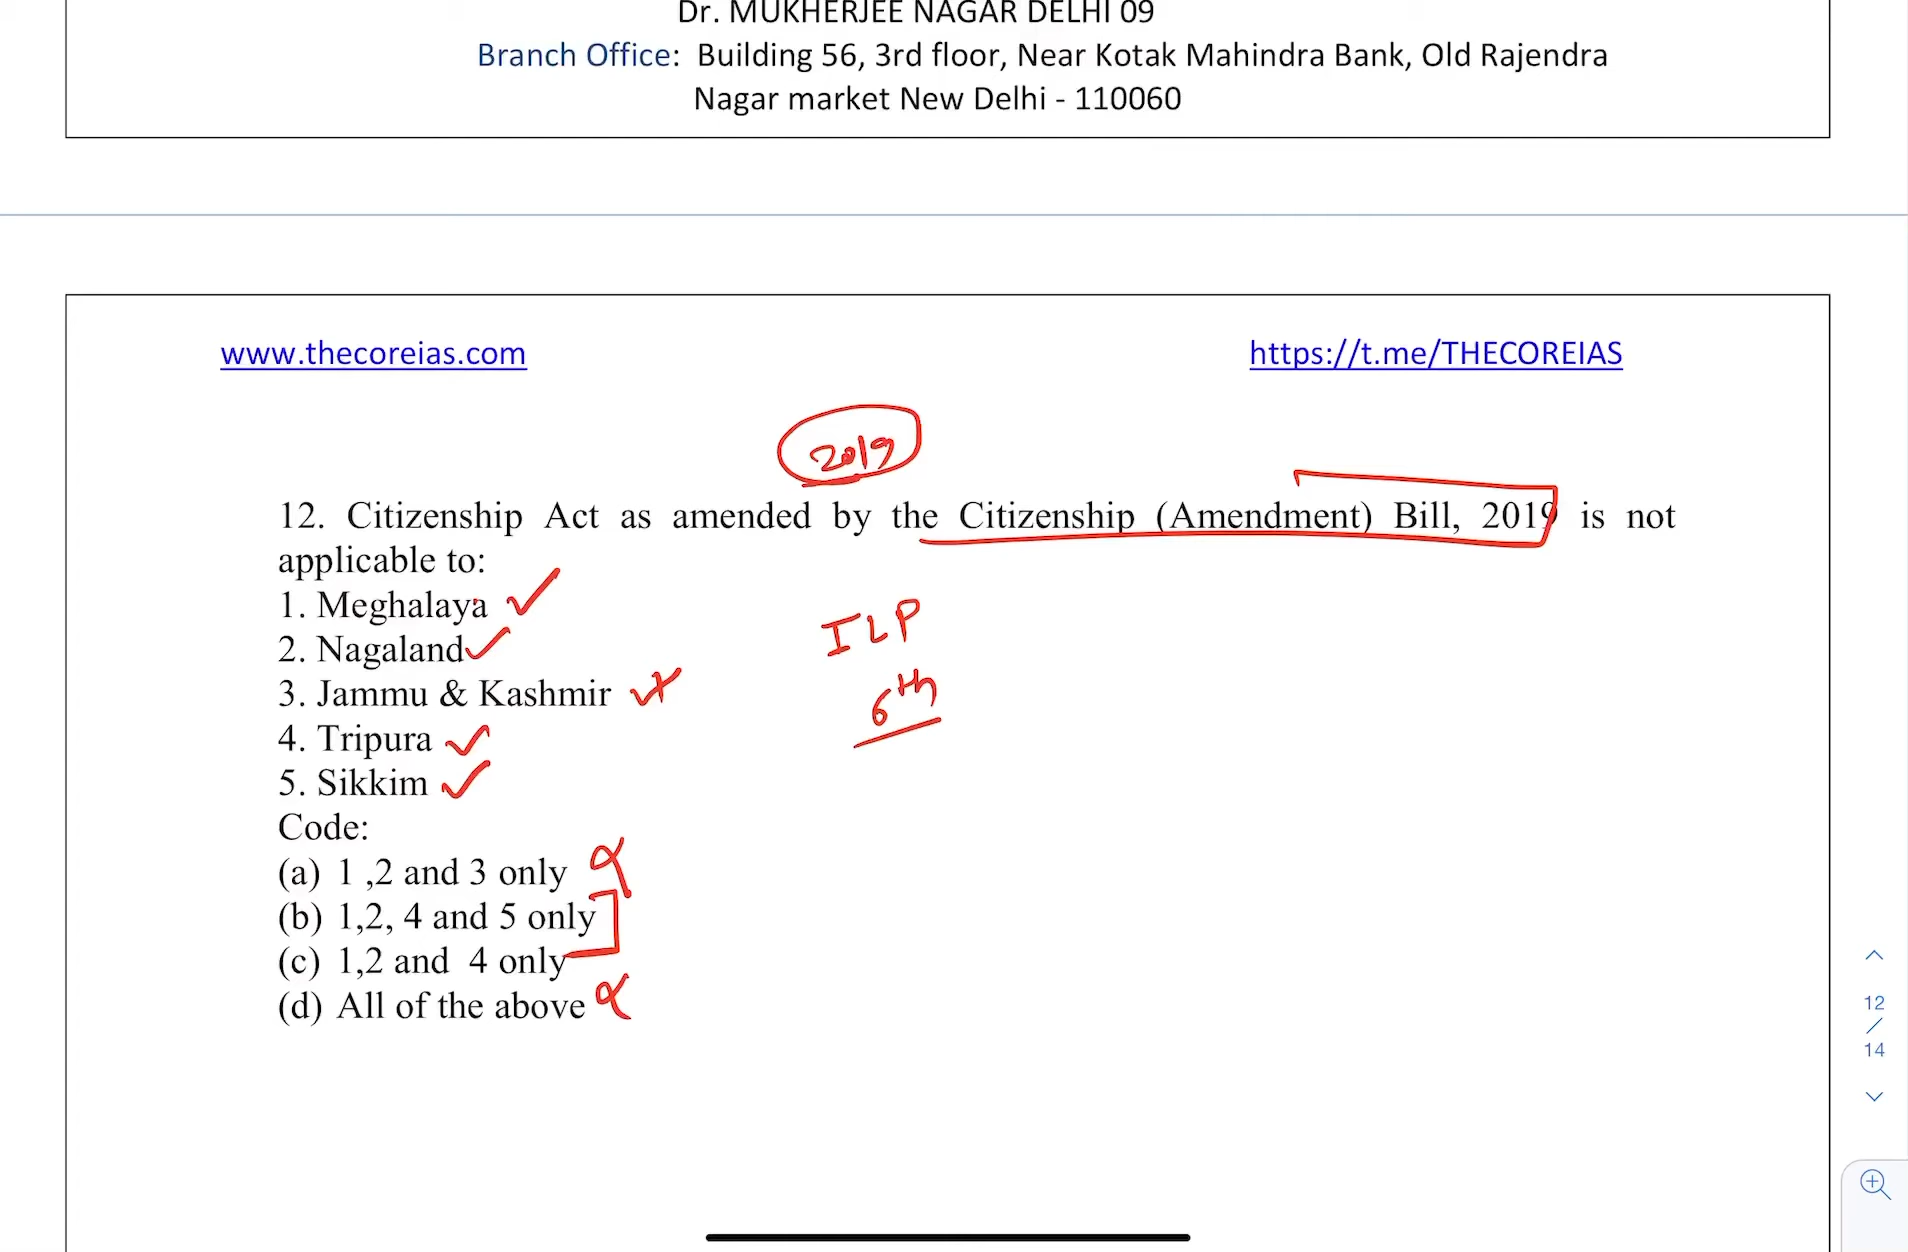 Dr. MUKHERJEE NAGAR DELHI 09
Branch Office: Building 56, 3rd floor, Near Kotak Mahindra Bank, Old Rajendra
Nagar market New Delhi - 110060
www.thecoreias.com https://t.me/THECOREIAS
2019
12. Citizenship Act as amended by the Citizenship (Amendment) Bill, 2019 is not
applicable to:
1. Meghalaya
2. Nagaland
3. Jammu & Kashmir
4. Tripura
5. Sikkim
ILP
6th
Code:
(a) 1 ,2 and 3 only
(b) 1,2, 4 and 5 only
(c) 1,2 and 4 only
(d) All of the above
12
/
14